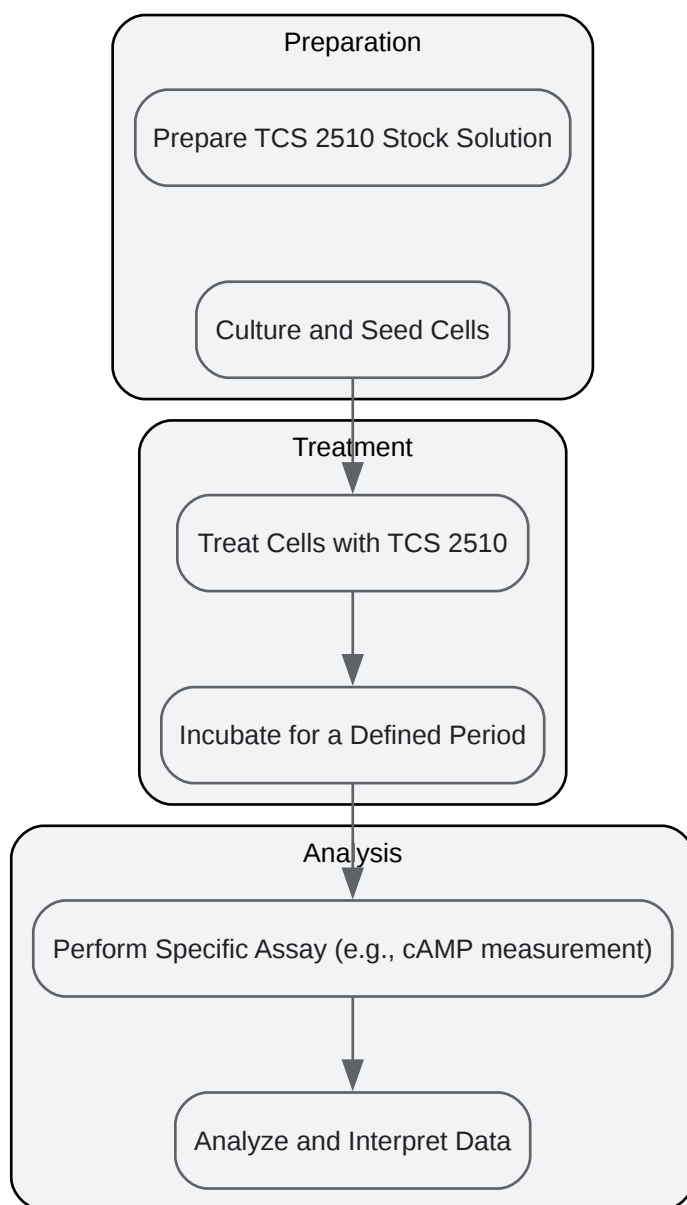 Preparation
Prepare TCS 2510 Stock Solution
Culture and Seed Cells
Treatment
Treat Cells with TCS 2510
Incubate for a Defined Period
Analysis
Perform Specific Assay (e.g., cAMP measurement)
Analyze and Interpret Data